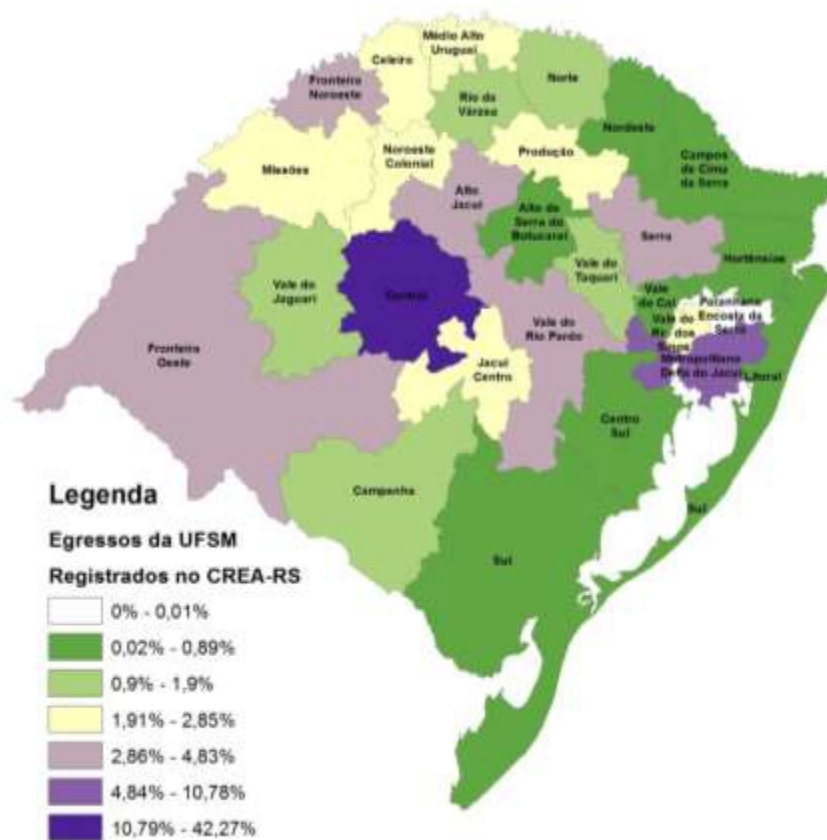 Médio Alto
Uruguai
Celeiro
Fronteira
Noroeste
Norte
Rio da
Várzea
Nordeste
Missões
Noroeste
Colonial
Produção
Campos
de Cima
da Serra
Alto
Jacuí
Alto da
Serra do
Botucaraí
Serra
Hortênsias
Vale do
Jaguari
Central
Vale do
Taquari
Vale
do Caí
Paranhana
Encosta da
Serra
Vale do
Rio dos
Sinos
Fronteira
Oeste
Vale do
Rio Pardo
Jacuí
Centro
Metropolitana
Delta do Jacuí
Litoral
Centro
Sul
Campanha
Sul
Sul
Legenda
Egressos da UFSM
Registrados no CREA-RS
0% - 0,01%
0,02% - 0,89%
0,9% - 1,9%
1,91% - 2,85%
2,86% - 4,83%
4,84% - 10,78%
10,79% - 42,27%